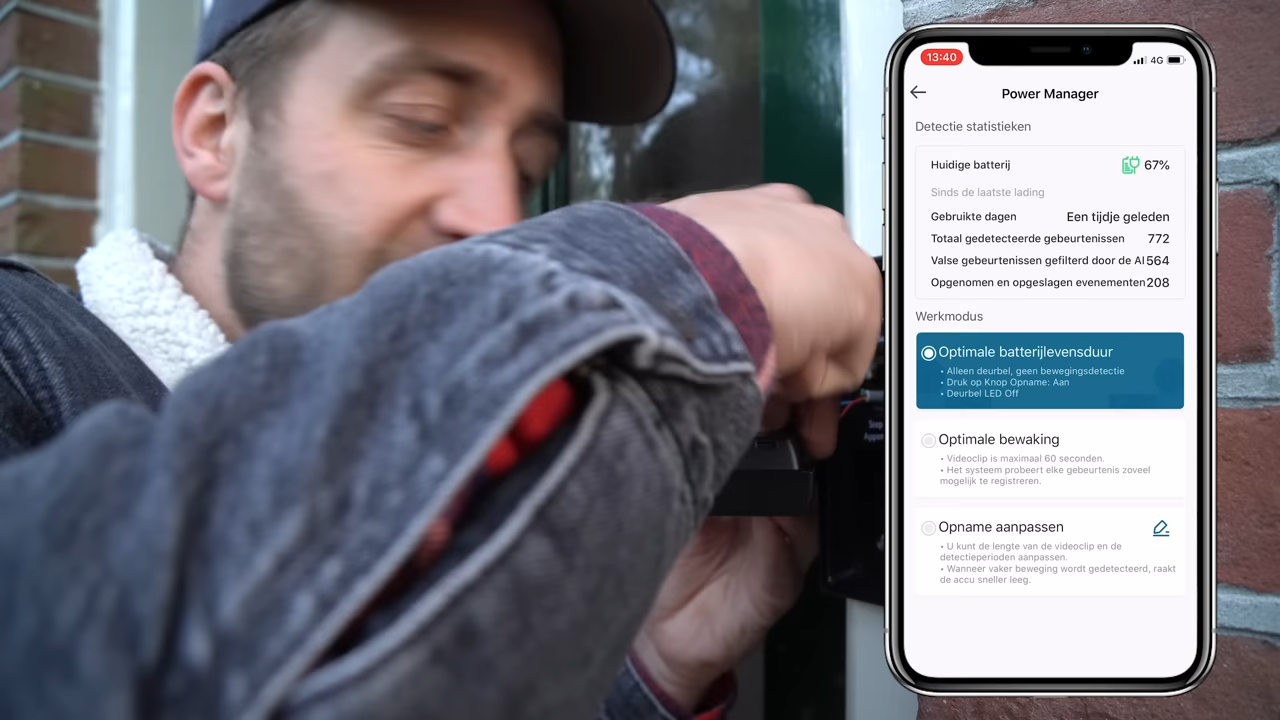 13:40
4G
Power Manager
Detectie statistieken
Huidige batterij 67%
Sinds de laatste lading
Gebruikte dagen Een tijdje geleden
Totaal gedetecteerde gebeurtenissen 772
Valse gebeurtenissen gefilterd door de AI 564
Opgenomen en opgeslagen evenementen 208
Werkmodus
Optimale batterijlevensduur
• Alleen deurbel, geen bewegingsdetectie
• Druk op Knop Opname: Aan
• Deurbel LED Off
Optimale bewaking
• Videoclip is maximaal 60 seconden.
• Het systeem probeert elke gebeurtenis zoveel
mogelijk te registreren.
Opname aanpassen
• U kunt de lengte van de videoclip en de
detectieperioden aanpassen.
• Wanneer vaker beweging wordt gedetecteerd, raakt
de accu sneller leeg.